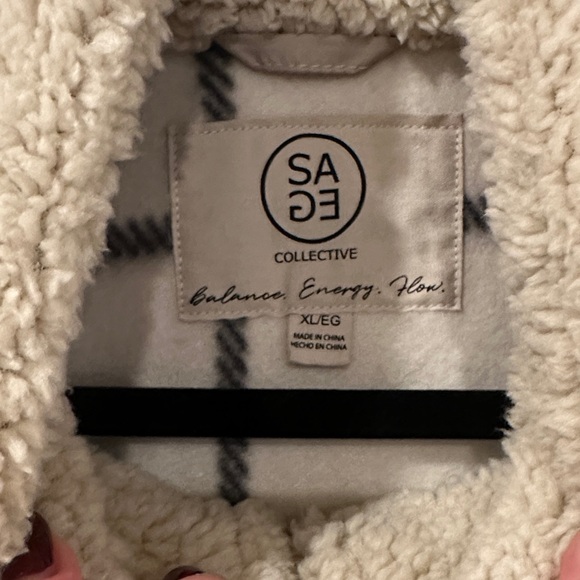 SA
GE
COLLECTIVE
Balance. Energy. Flow.
XL/EG
MADE IN CHINA
HECHO EN CHINA